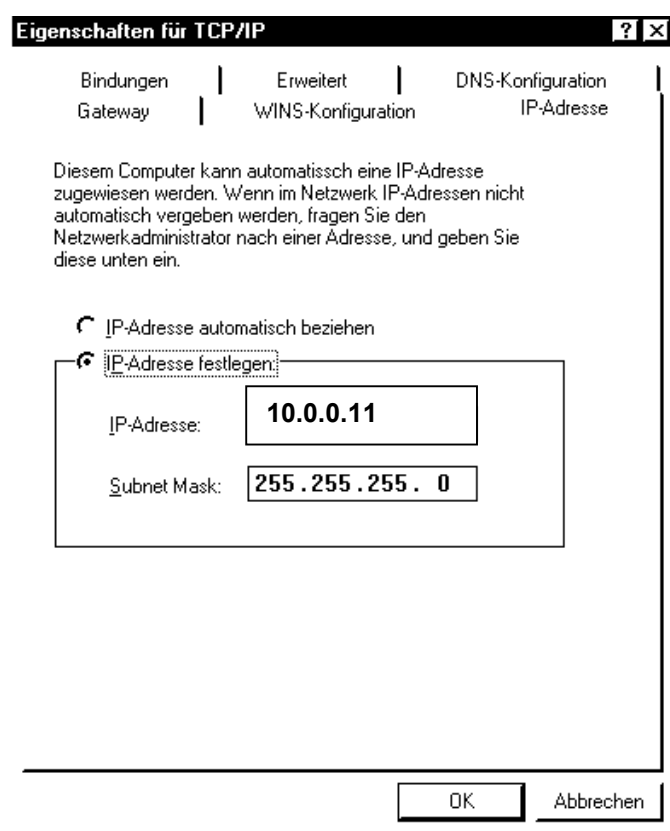 Eigenschaften für TCP/IP
Bindungen Erweitert DNS-Konfiguration
Gateway WINS-Konfiguration IP-Adresse
Diesem Computer kann automatissch eine IP-Adresse
zugewiesen werden. Wenn im Netzwerk IP-Adressen nicht
automatisch vergeben werden, fragen Sie den
Netzwerkadministrator nach einer Adresse, und geben Sie
diese unten ein.
IP-Adresse automatisch beziehen
IP-Adresse festlegen:
IP-Adresse: 10.0.0.11
Subnet Mask: 255.255.255. 0
OK Abbrechen